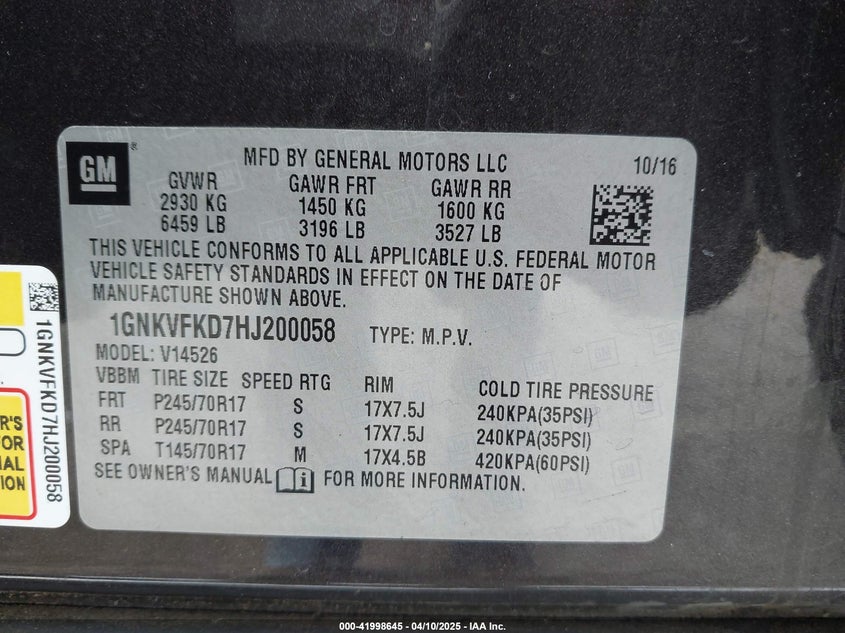 GM
®
MFD BY GENERAL MOTORS LLC
10/16
GVWR GAWR FRT GAWR RR
2930 KG 1450 KG 1600 KG
6459 LB 3196 LB 3527 LB
THIS VEHICLE CONFORMS TO ALL APPLICABLE U.S. FEDERAL MOTOR
VEHICLE SAFETY STANDARDS IN EFFECT ON THE DATE OF
MANUFACTURE SHOWN ABOVE.
1GNKVFKD7HJ200058 TYPE: M.P.V.
MODEL: V14526
VBBM TIRE SIZE SPEED RTG RIM COLD TIRE PRESSURE
FRT P245/70R17 S 17X7.5J 240KPA(35PSI)
RR P245/70R17 S 17X7.5J 240KPA(35PSI)
SPA T145/70R17 M 17X4.5B 420KPA(60PSI)
SEE OWNER'S MANUAL i FOR MORE INFORMATION.
1GNKVFKD7HJ200058
ER'S
FOR
NAL
ION
000-41998645 - 04/10/2025 - IAA Inc.